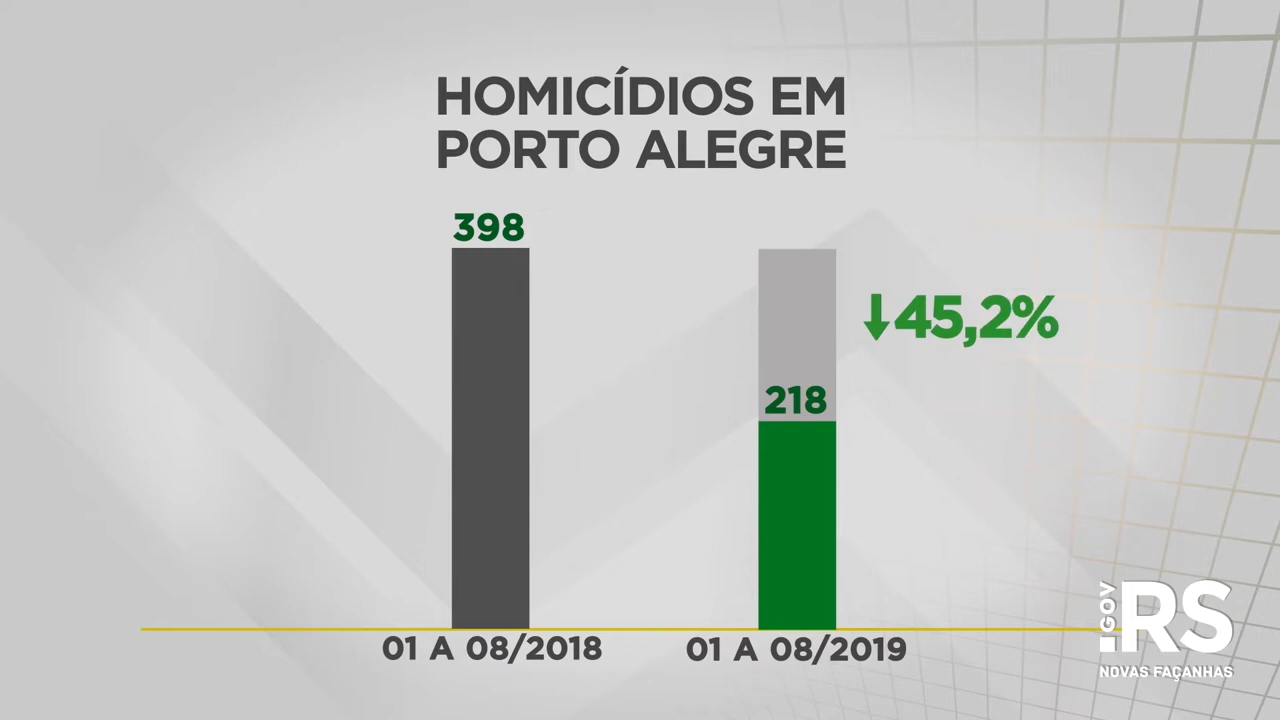 HOMICÍDIOS EM
PORTO ALEGRE
398
218
↓45,2%
01 A 08/2018
01 A 08/2019
GOV
RS
NOVAS FAÇANHAS